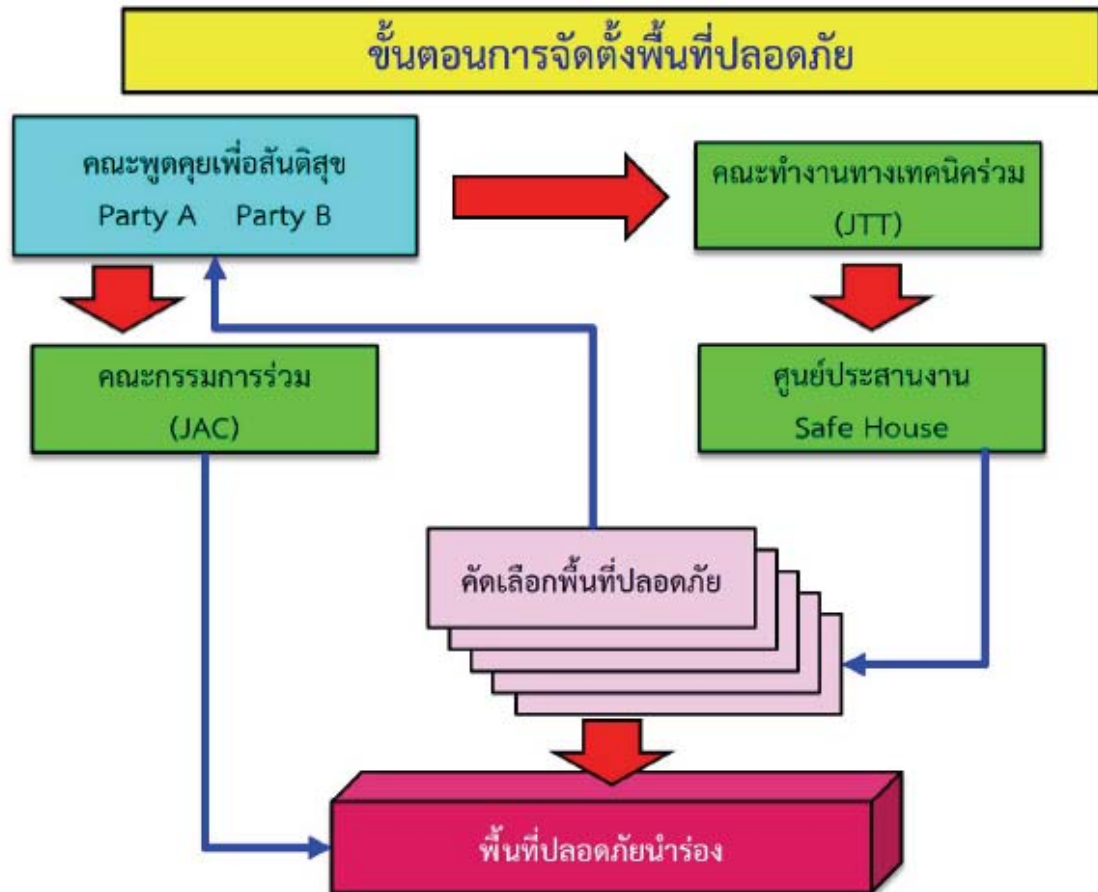 ขั้นตอนการจัดตั้งพื้นที่ปลอดภัย
คณะพูดคุยเพื่อสันติสุข
Party A Party B
คณะทำงานทางเทคนิคร่วม
(JTT)
คณะกรรมการร่วม
(JAC)
ศูนย์ประสานงาน
Safe House
คัดเลือกพื้นที่ปลอดภัย
พื้นที่ปลอดภัยนำร่อง